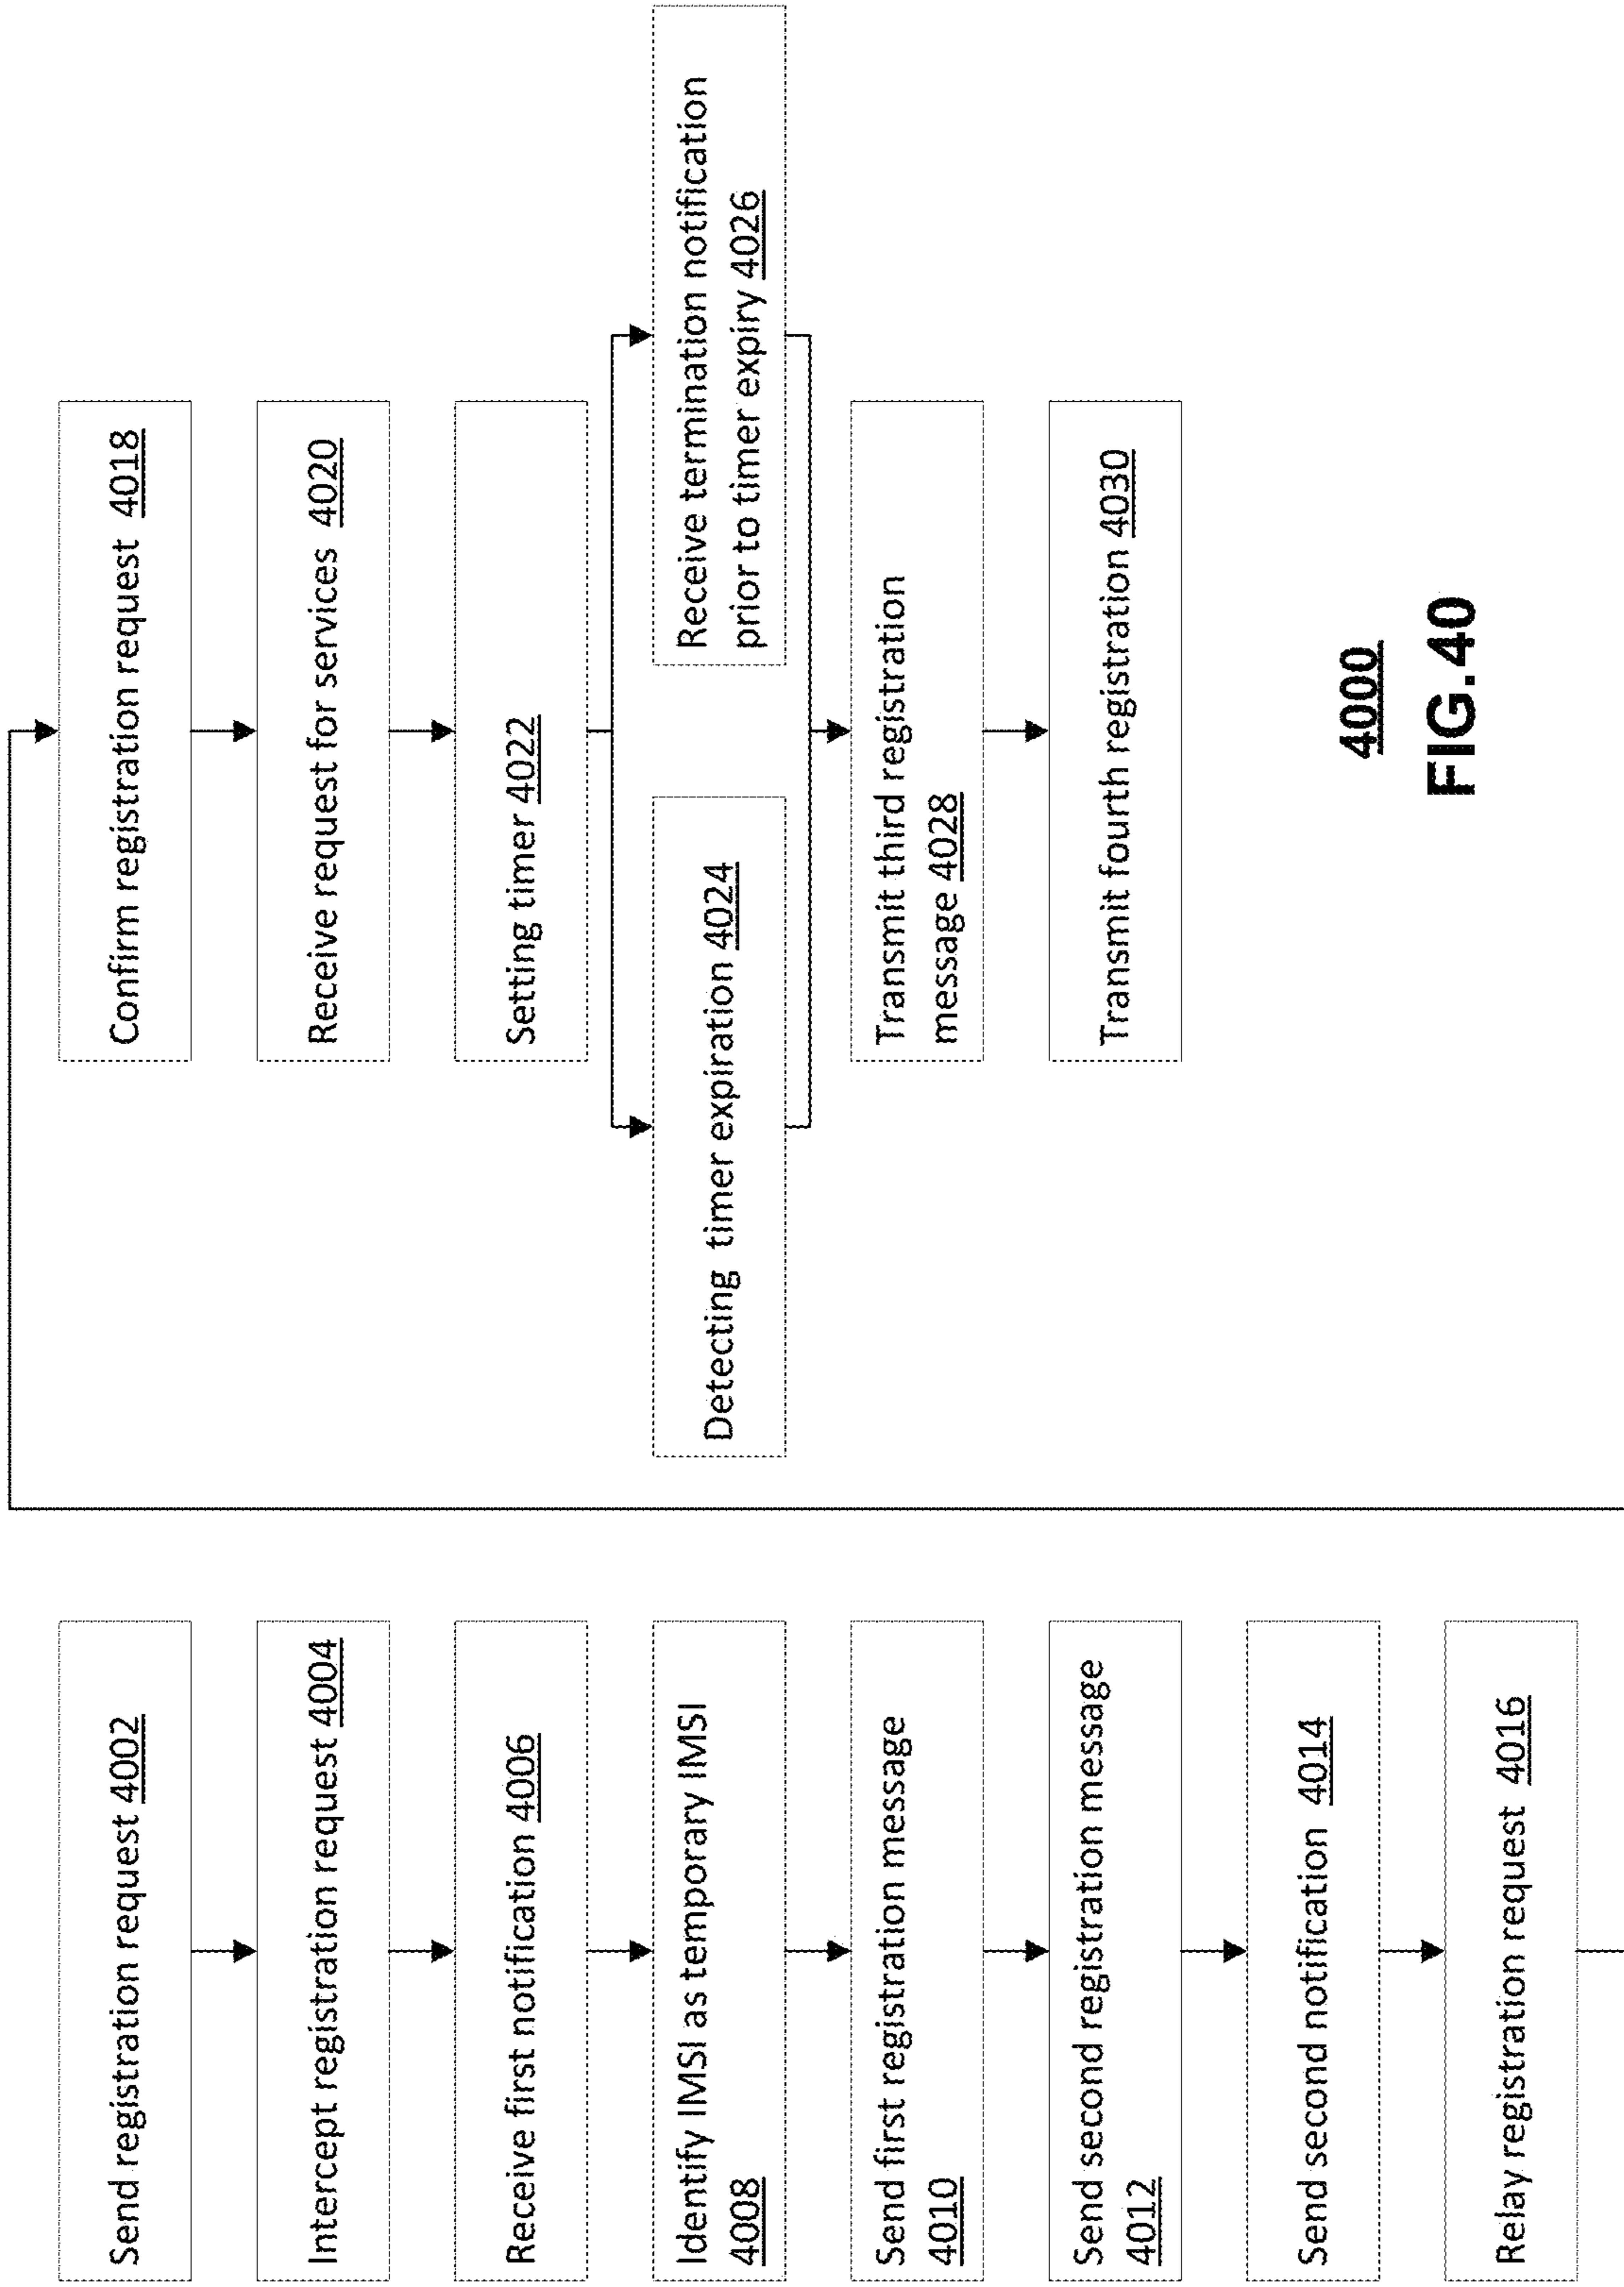 Send registration request 4002
Intercept registration request 4004
Receive first notification 4006
Identify IMSI as temporary IMSI
4008
Send first registration message
4010
Send second registration message
4012
Send second notification 4014
Relay registration request 4016
Confirm registration request 4018
Receive request for services 4020
Setting timer 4022
Detecting timer expiration 4024
Receive termination notification
prior to timer expiry 4026
Transmit third registration
message 4028
Transmit fourth registration 4030
4000
FIG.40